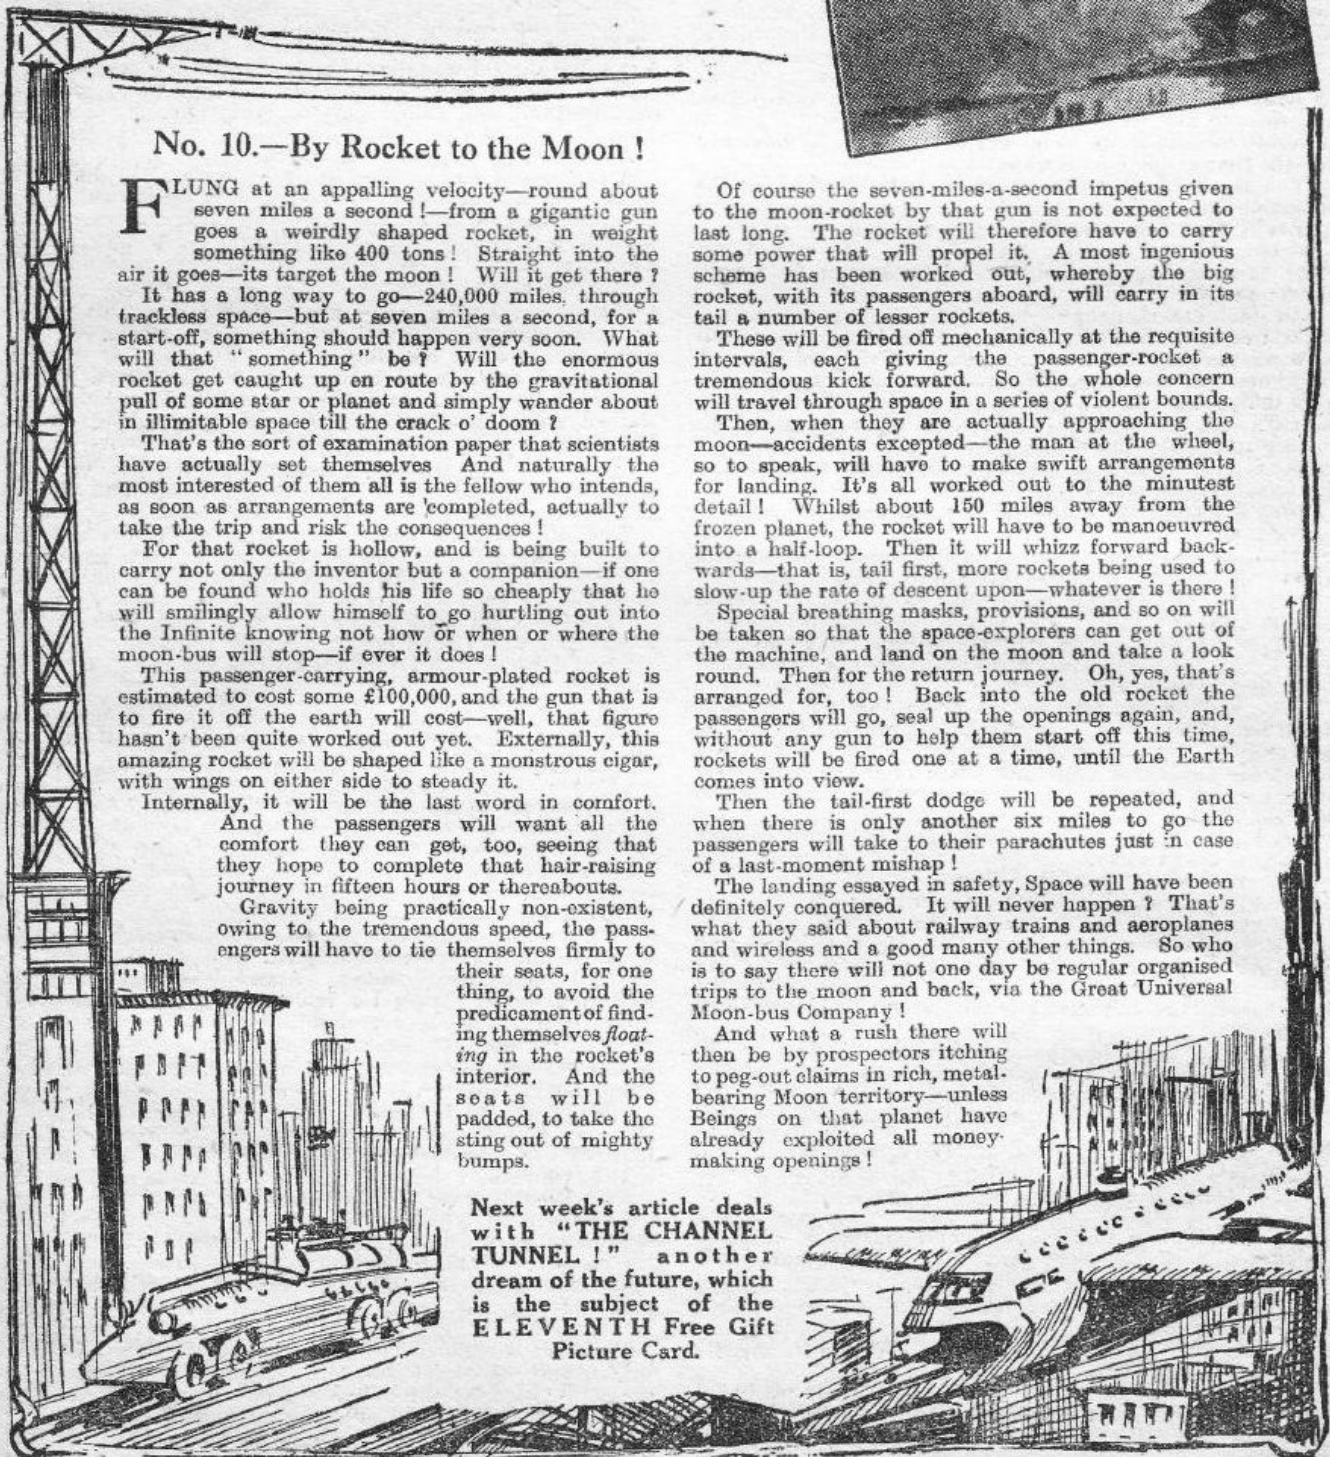 No. 10.—By Rocket to the Moon !
FLUNG at an appalling velocity—round about
seven miles a second !—from a gigantic gun
goes a weirdly shaped rocket, in weight
something like 400 tons ! Straight into the
air it goes—its target the moon ! Will it get there ?
It has a long way to go—240,000 miles, through
trackless space—but at seven miles a second, for a
start-off, something should happen very soon. What
will that “ something ” be ? Will the enormous
rocket get caught up en route by the gravitational
pull of some star or planet and simply wander about
in illimitable space till the crack o' doom ?
That's the sort of examination paper that scientists
have actually set themselves And naturally the
most interested of them all is the fellow who intends,
as soon as arrangements are completed, actually to
take the trip and risk the consequences !
For that rocket is hollow, and is being built to
carry not only the inventor but a companion—if one
can be found who holds his life so cheaply that he
will smilingly allow himself to go hurtling out into
the Infinite knowing not how or when or where the
moon-bus will stop—if ever it does !
This passenger-carrying, armour-plated rocket is
estimated to cost some £100,000, and the gun that is
to fire it off the earth will cost—well, that figure
hasn't been quite worked out yet. Externally, this
amazing rocket will be shaped like a monstrous cigar,
with wings on either side to steady it.
Internally, it will be the last word in comfort.
And the passengers will want all the
comfort they can get, too, seeing that
they hope to complete that hair-raising
journey in fifteen hours or thereabouts.
Gravity being practically non-existent,
owing to the tremendous speed, the pass-
engers will have to tie themselves firmly to
their seats, for one
thing, to avoid the
predicament of find-
ing themselves float-
ing in the rocket's
interior. And the
seats will be
padded, to take the
sting out of mighty
bumps.
Of course the seven-miles-a-second impetus given
to the moon-rocket by that gun is not expected to
last long. The rocket will therefore have to carry
some power that will propel it. A most ingenious
scheme has been worked out, whereby the big
rocket, with its passengers aboard, will carry in its
tail a number of lesser rockets.
These will be fired off mechanically at the requisite
intervals, each giving the passenger-rocket a
tremendous kick forward. So the whole concern
will travel through space in a series of violent bounds.
Then, when they are actually approaching the
moon—accidents excepted—the man at the wheel,
so to speak, will have to make swift arrangements
for landing. It's all worked out to the minutest
detail ! Whilst about 150 miles away from the
frozen planet, the rocket will have to be manoeuvred
into a half-loop. Then it will whizz forward back-
wards—that is, tail first, more rockets being used to
slow-up the rate of descent upon—whatever is there !
Special breathing masks, provisions, and so on will
be taken so that the space-explorers can get out of
the machine, and land on the moon and take a look
round. Then for the return journey. Oh, yes, that's
arranged for, too ! Back into the old rocket the
passengers will go, seal up the openings again, and,
without any gun to help them start off this time,
rockets will be fired one at a time, until the Earth
comes into view.
Then the tail-first dodge will be repeated, and
when there is only another six miles to go the
passengers will take to their parachutes just in case
of a last-moment mishap !
The landing essayed in safety, Space will have been
definitely conquered. It will never happen ? That's
what they said about railway trains and aeroplanes
and wireless and a good many other things. So who
is to say there will not one day be regular organised
trips to the moon and back, via the Great Universal
Moon-bus Company !
And what a rush there will
then be by prospectors itching
to peg-out claims in rich, metal-
bearing Moon territory—unless
Beings on that planet have
already exploited all money-
making openings !
Next week's article deals
with “THE CHANNEL
TUNNEL !” another
dream of the future, which
is the subject of the
ELEVENTH Free Gift
Picture Card.